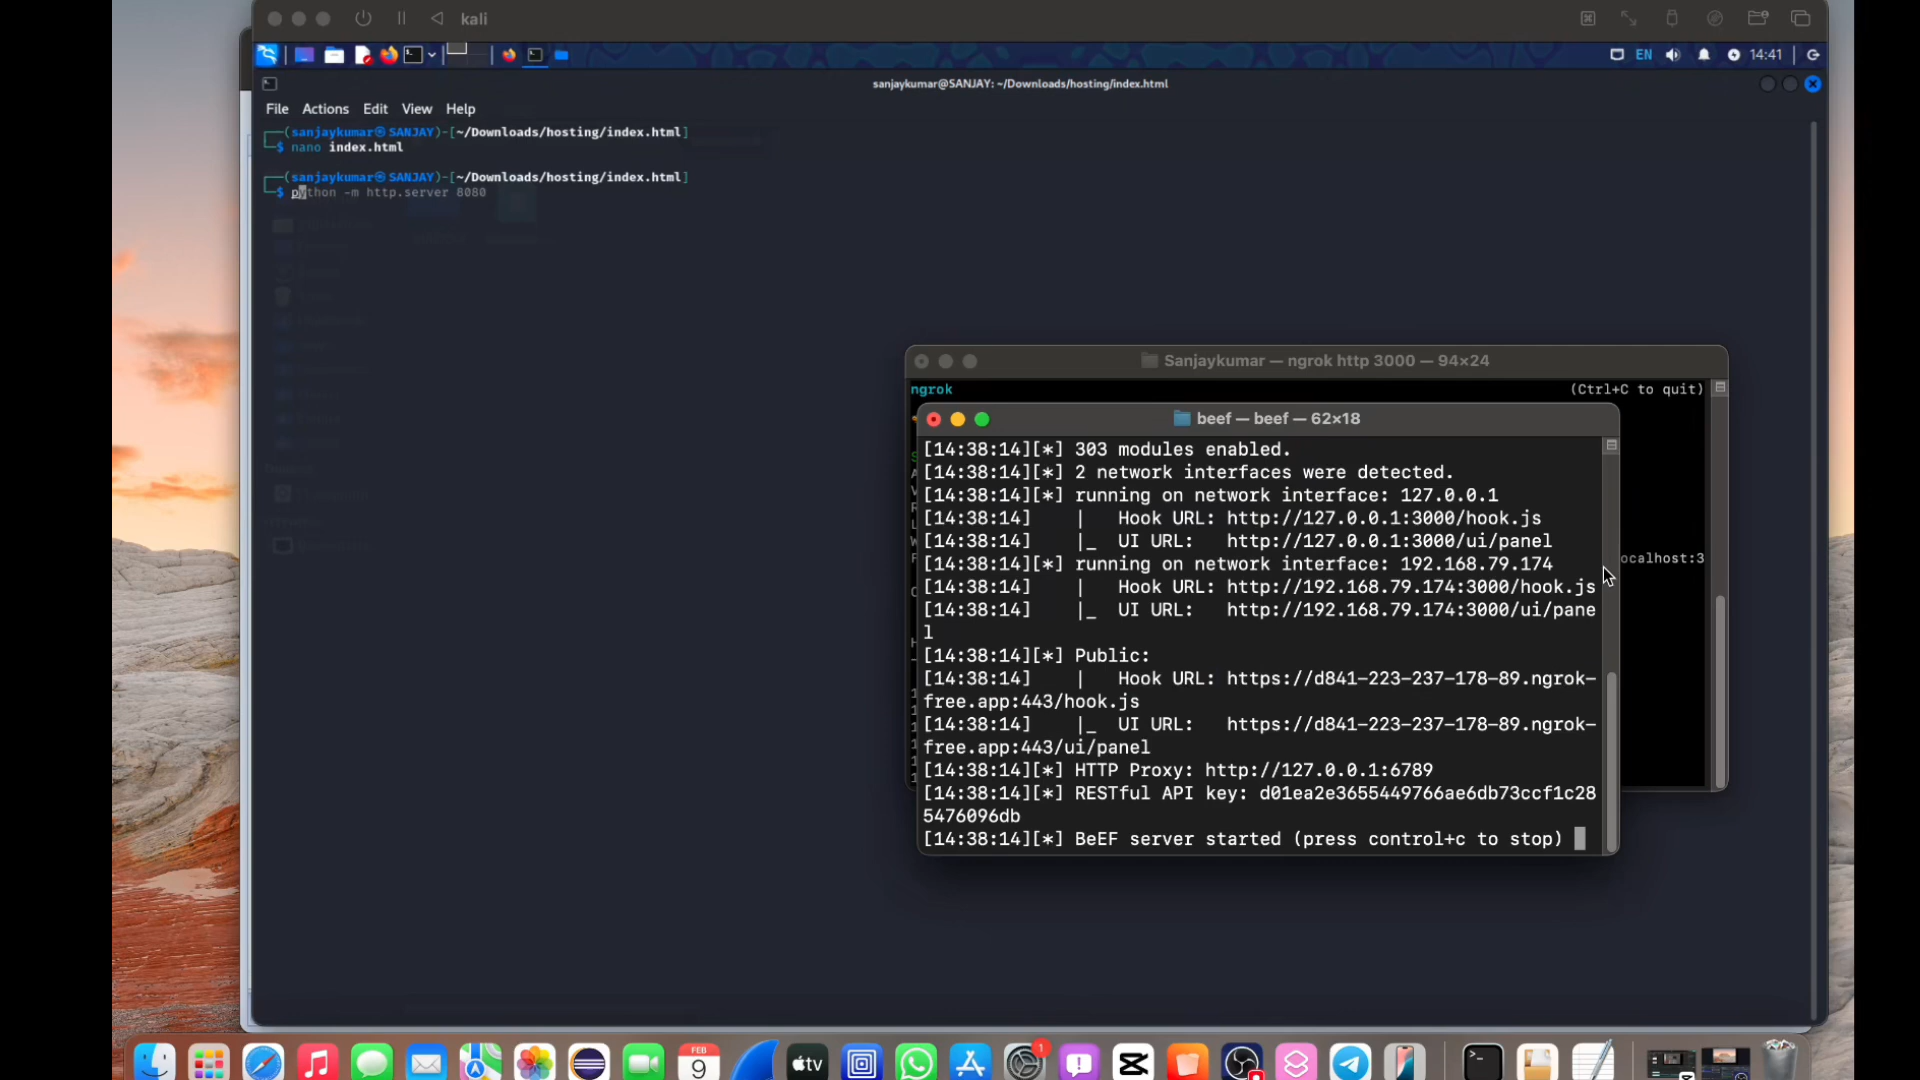 kali
EN
14:41
sanjaykumar@SANJAY: ~/Downloads/hosting/index.html
File Actions Edit View Help
┌──(sanjaykumar㉿SANJAY)-[~/Downloads/hosting/index.html]
└─$ nano index.html
┌──(sanjaykumar㉿SANJAY)-[~/Downloads/hosting/index.html]
└─$ python -m http.server 8080
Sanjaykumar — ngrok http 3000 — 94×24
ngrok (Ctrl+C to quit)
ocalhost:3
beef — beef — 62×18
[14:38:14][*] 303 modules enabled.
[14:38:14][*] 2 network interfaces were detected.
[14:38:14][*] running on network interface: 127.0.0.1
[14:38:14]    |   Hook URL: http://127.0.0.1:3000/hook.js
[14:38:14]    |_  UI URL:   http://127.0.0.1:3000/ui/panel
[14:38:14][*] running on network interface: 192.168.79.174
[14:38:14]    |   Hook URL: http://192.168.79.174:3000/hook.js
[14:38:14]    |_  UI URL:   http://192.168.79.174:3000/ui/pane
l
[14:38:14][*] Public:
[14:38:14]    |   Hook URL: https://d841-223-237-178-89.ngrok-
free.app:443/hook.js
[14:38:14]    |_  UI URL:   https://d841-223-237-178-89.ngrok-
free.app:443/ui/panel
[14:38:14][*] HTTP Proxy: http://127.0.0.1:6789
[14:38:14][*] RESTful API key: d01ea2e3655449766ae6db73ccf1c28
5476096db
[14:38:14][*] BeEF server started (press control+c to stop)
FEB
9
tv
1